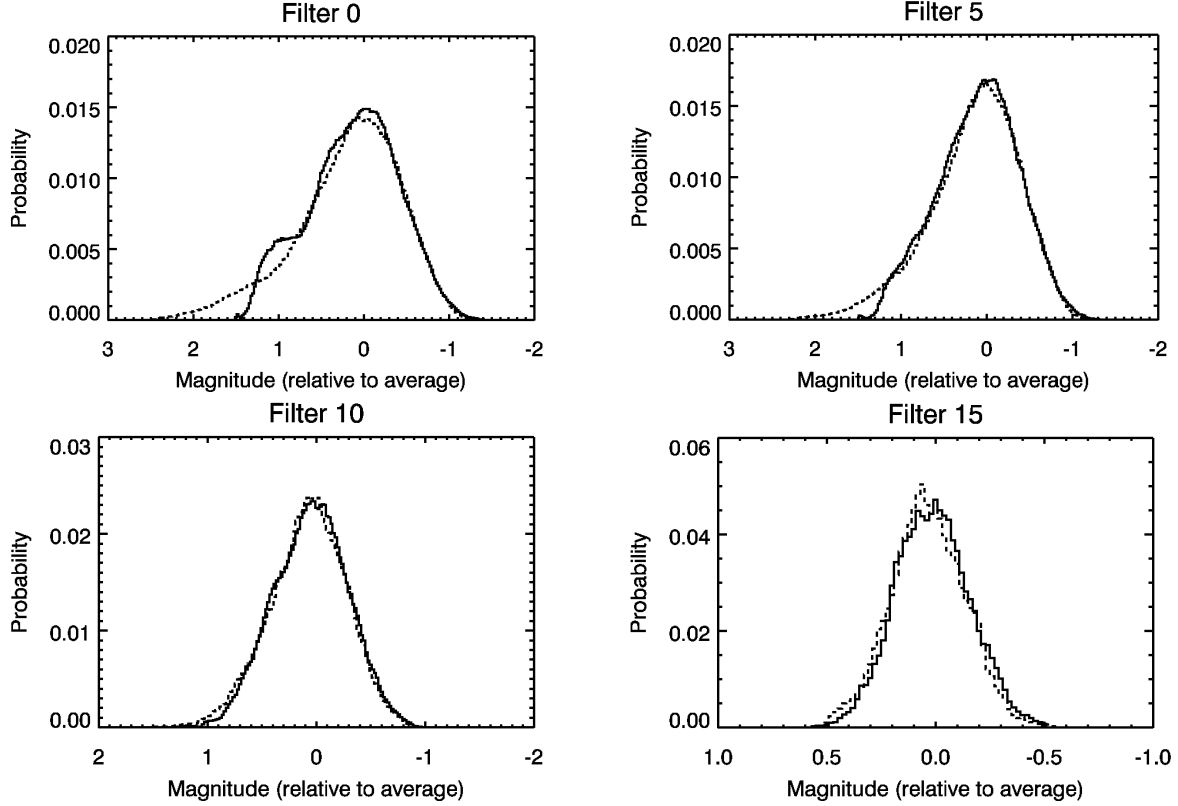 Filter 0
0.020
0.015
0.010
0.005
0.000
Probability
3 2 1 0 -1 -2
Magnitude (relative to average)
Filter 5
0.020
0.015
0.010
0.005
0.000
Probability
3 2 1 0 -1 -2
Magnitude (relative to average)
Filter 10
0.03
0.02
0.01
0.00
Probability
2 1 0 -1 -2
Magnitude (relative to average)
Filter 15
0.06
0.04
0.02
0.00
Probability
1.0 0.5 0.0 -0.5 -1.0
Magnitude (relative to average)